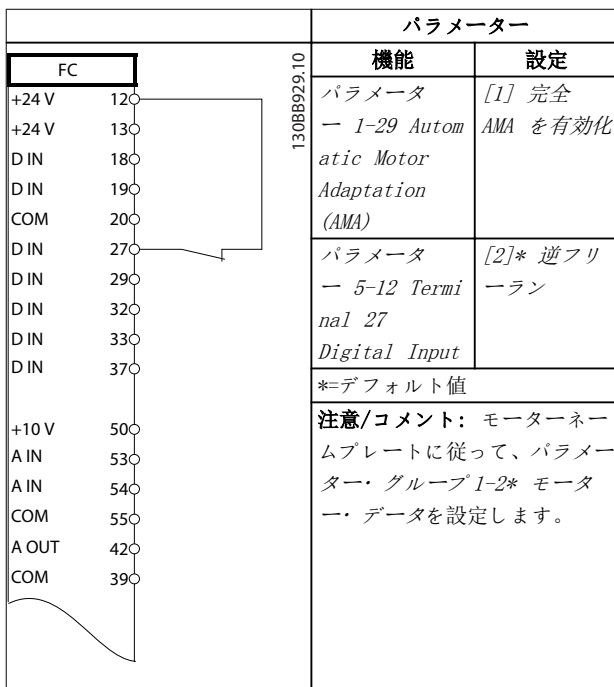 FC
+24 V 12
+24 V 13
D IN 18
D IN 19
COM 20
D IN 27
D IN 29
D IN 32
D IN 33
D IN 37
+10 V 50
A IN 53
A IN 54
COM 55
A OUT 42
COM 39
130BB929.10
パラメーター
機能 設定
パラメータ
ー 1-29 Autom
atic Motor
Adaptation
(AMA)
[1] 完全
AMA を有効化
パラメータ
ー 5-12 Termi
nal 27
Digital Input
[2]* 逆フリ
ーラン
*=デフォルト値
注意/コメント: モーターネー
ムプレートに従って、パラメー
ター・ グループ 1-2* モータ
ー・ データを設定します。